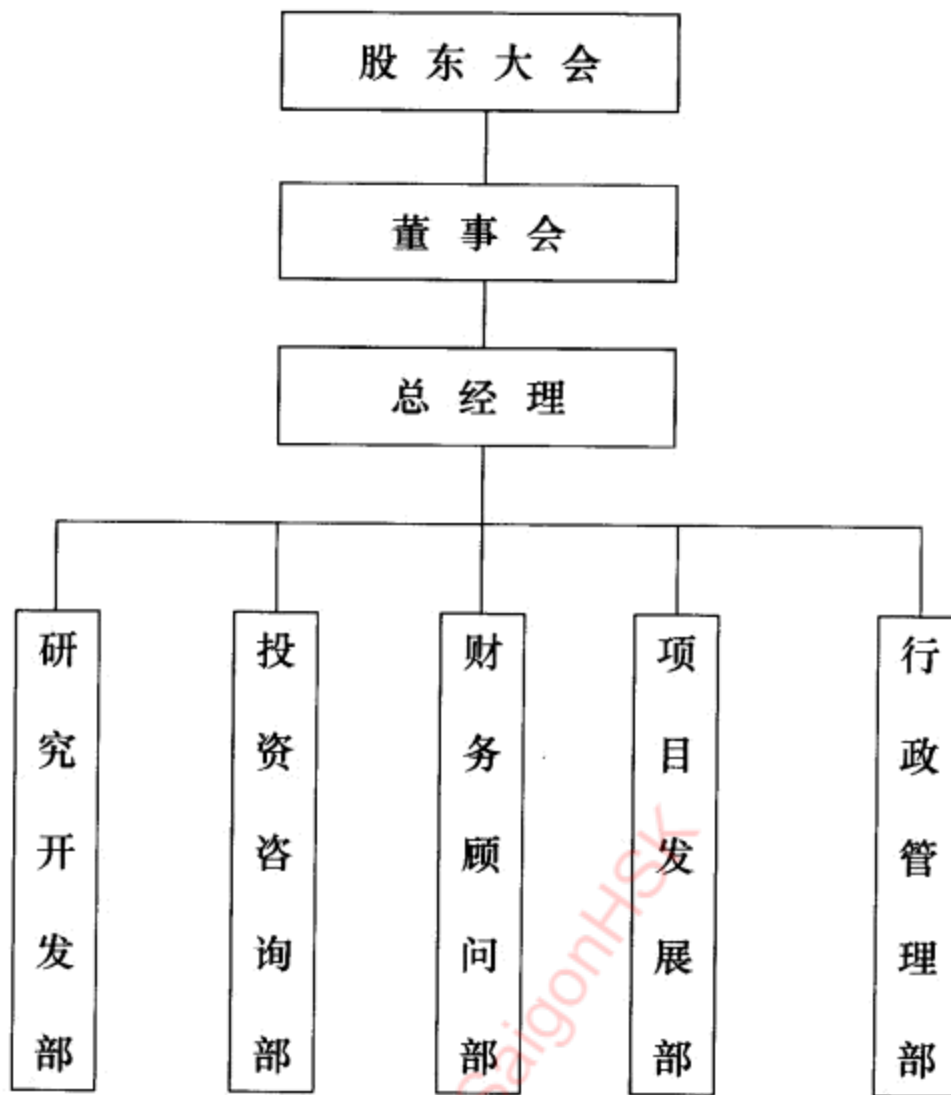 股东大会
董事会
总经理
研究开发部
投资咨询部
财务顾问部
项目发展部
行政管理部
SaigonHSK